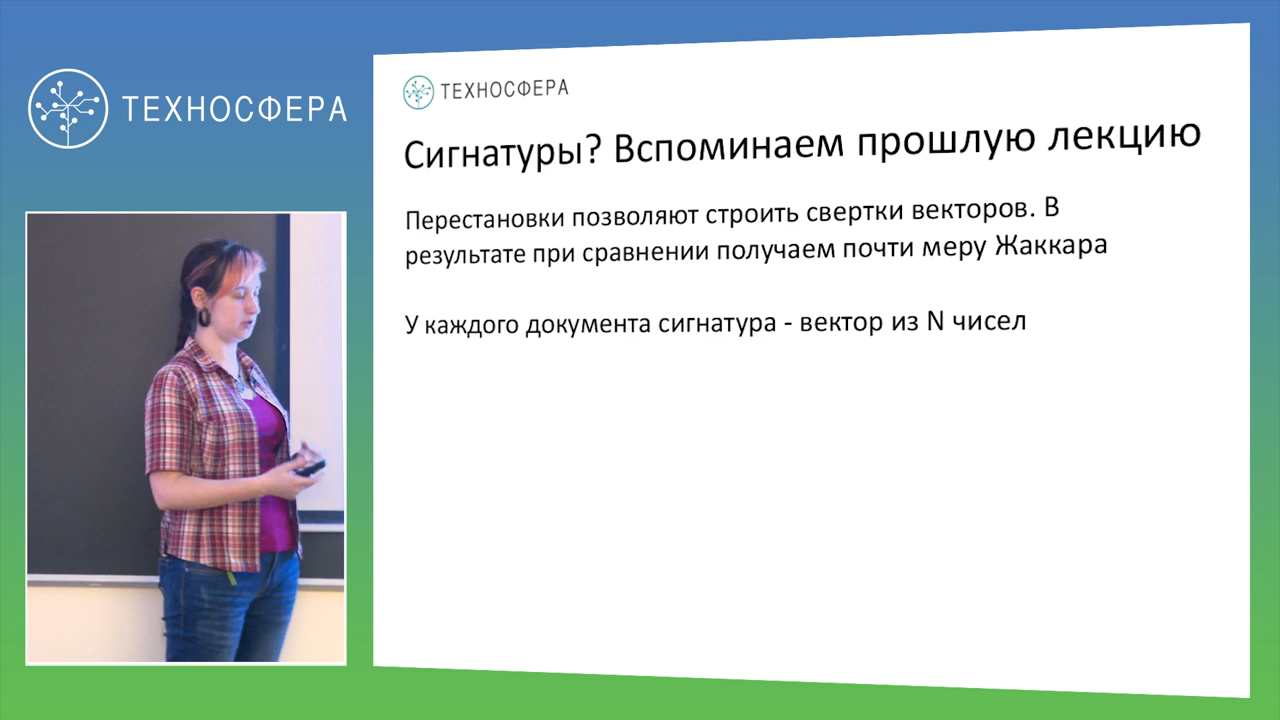 ТЕХНОСФЕРА
ТЕХНОСФЕРА
Сигнатуры? Вспоминаем прошлую лекцию
Перестановки позволяют строить свертки векторов. В
результате при сравнении получаем почти меру Жаккара
У каждого документа сигнатура - вектор из N чисел